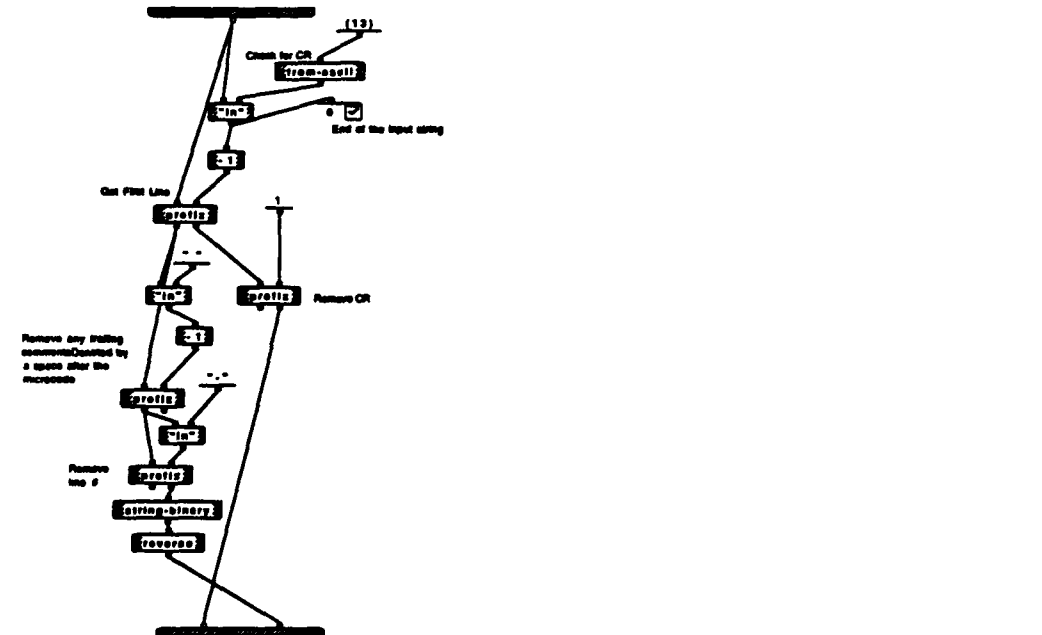 (13)
Check for CR
from-ascii
"in"
0
End of the input string
- 1
Get First Line
1
prefix
" "
"in"
prefix
Remove CR
- 1
Remove any trailing
comments by
a space after the
microcode
prefix
"in"
Remove
line #
prefix
string-binary
reverse